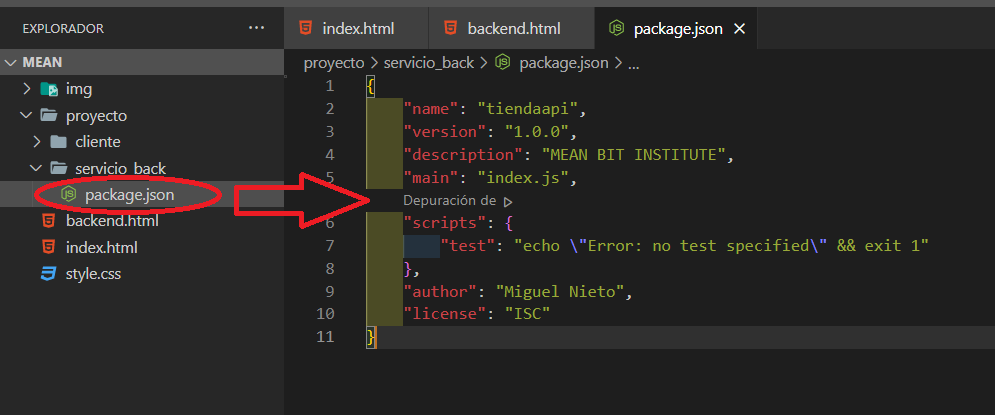 EXPLORADOR ...
MEAN
img
proyecto
cliente
servicio_back
package.json
backend.html
index.html
style.css
index.html backend.html package.json
proyecto > servicio_back > package.json > ...
1 {
2 "name": "tiendaapi",
3 "version": "1.0.0",
4 "description": "MEAN BIT INSTITUTE",
5 "main": "index.js",
Depuración de
6 "scripts": {
7 "test": "echo \"Error: no test specified\" && exit 1"
8 },
9 "author": "Miguel Nieto",
10 "license": "ISC"
11 }